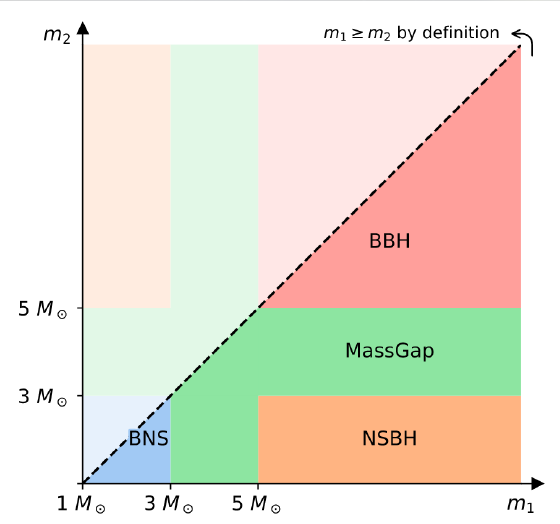 m₂
m₁ ≥ m₂ by definition
BBH
5 M☉
MassGap
3 M☉
BNS
NSBH
1 M☉ 3 M☉ 5 M☉ m₁